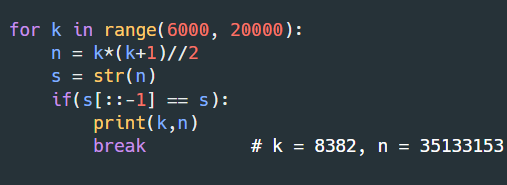 for k in range(6000, 20000):
    n = k*(k+1)//2
    s = str(n)
    if(s[::-1] == s):
        print(k,n)
        break          # k = 8382, n = 35133153